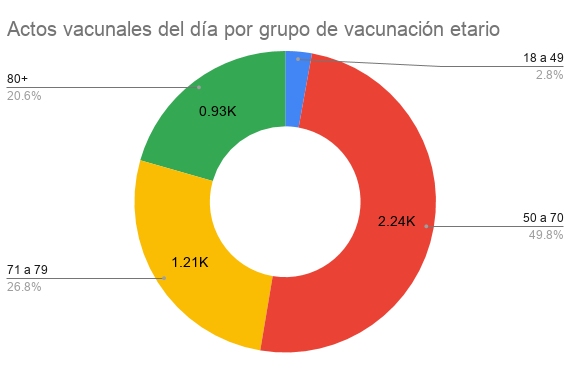 Actos vacunales del día por grupo de vacunación etario
18 a 49
2.8%
80+
20.6%
0.93K
50 a 70
49.8%
2.24K
71 a 79
26.8%
1.21K